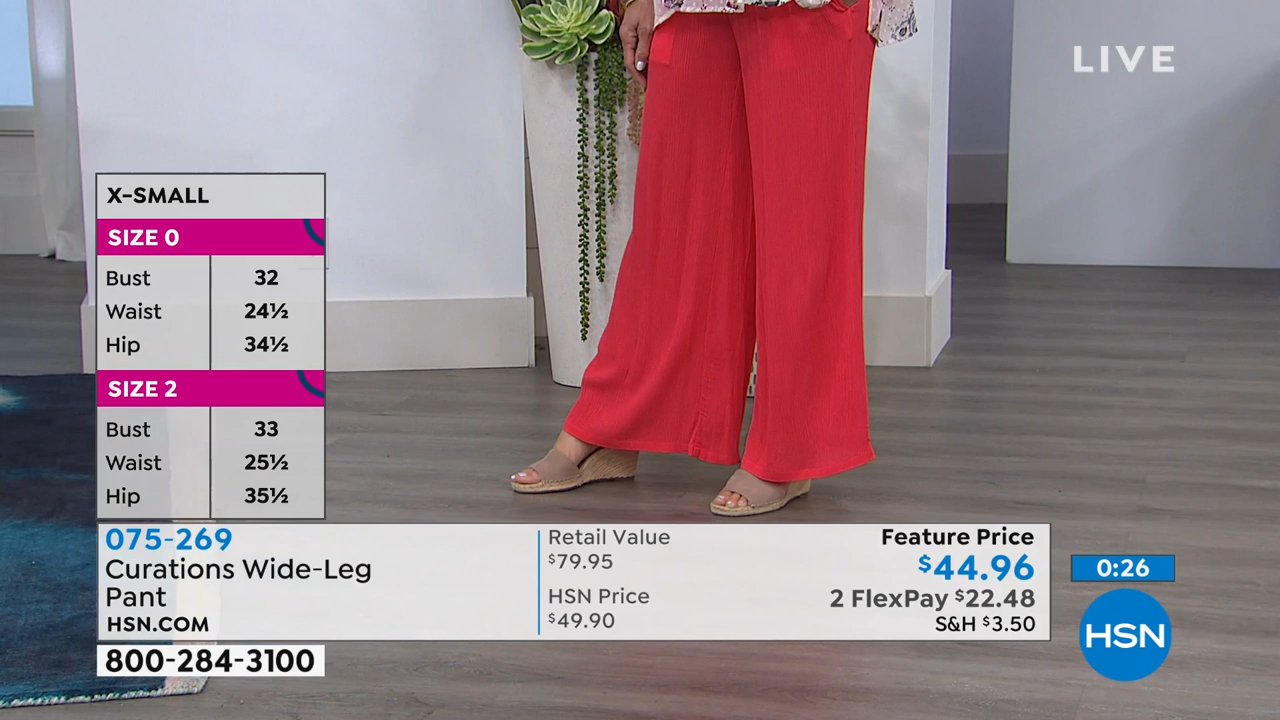 LIVE
X-SMALL
SIZE 0
Bust 32
Waist 24½
Hip 34½
SIZE 2
Bust 33
Waist 25½
Hip 35½
075-269
Curations Wide-Leg
Pant
HSN.COM
800-284-3100
Retail Value
$79.95
HSN Price
$49.90
Feature Price
$44.96
2 FlexPay $22.48
S&H $3.50
0:26
HSN